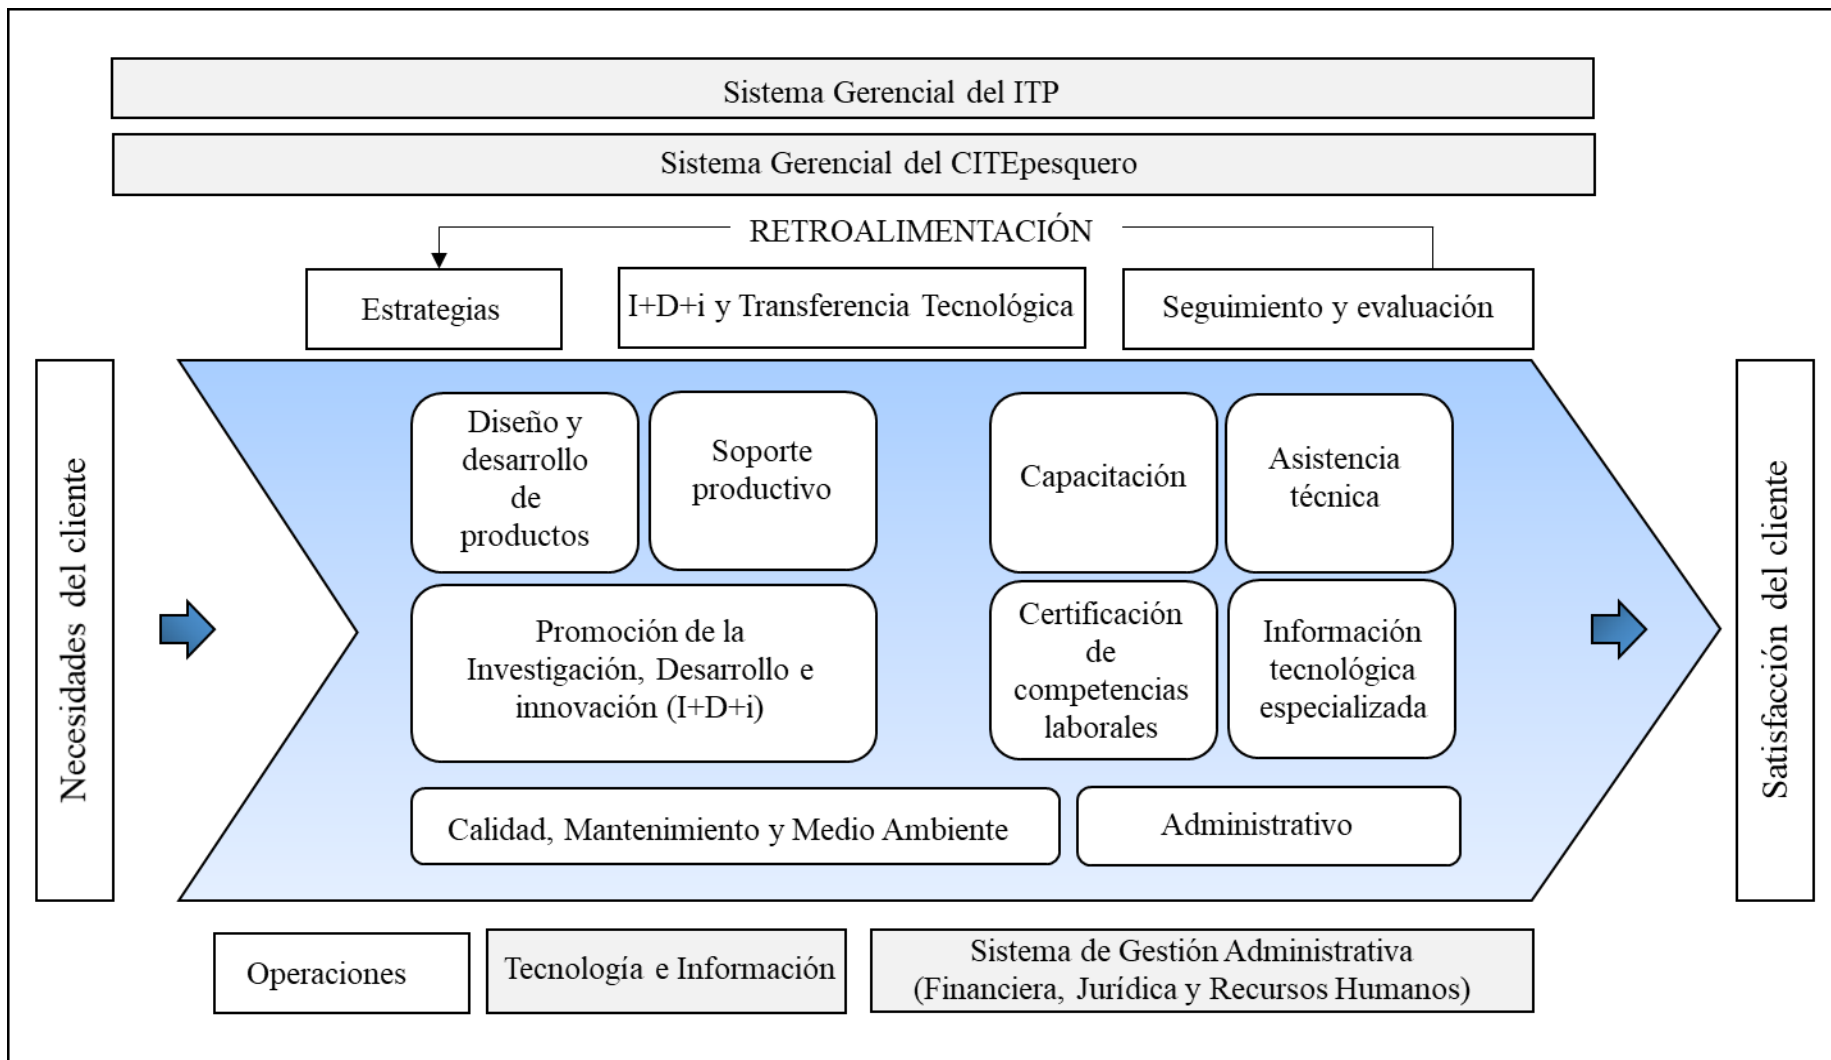 Sistema Gerencial del ITP
Sistema Gerencial del CITEpesquero
RETROALIMENTACIÓN
Estrategias
I+D+i y Transferencia Tecnológica
Seguimiento y evaluación
Necesidades del cliente
Diseño y
desarrollo
de
productos
Soporte
productivo
Capacitación
Asistencia
técnica
Promoción de la
Investigación, Desarrollo e
innovación (I+D+i)
Certificación
de
competencias
laborales
Información
tecnológica
especializada
Calidad, Mantenimiento y Medio Ambiente
Administrativo
Satisfacción del cliente
Operaciones
Tecnología e Información
Sistema de Gestión Administrativa
(Financiera, Jurídica y Recursos Humanos)